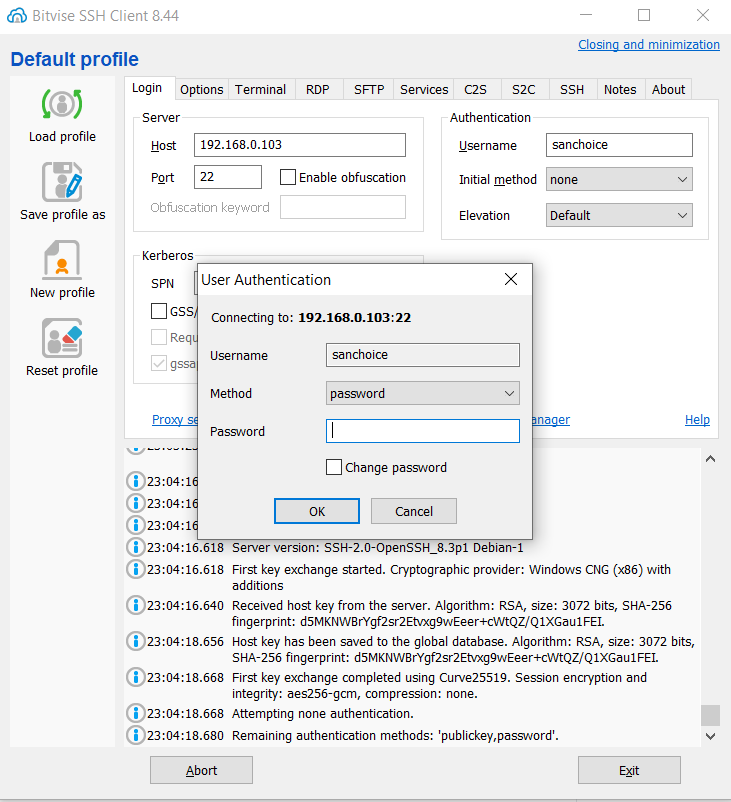 Bitvise SSH Client 8.44
Default profile
Closing and minimization
Load profile
Save profile as
New profile
Reset profile
Login Options Terminal RDP SFTP Services C2S S2C SSH Notes About
Server
Host 192.168.0.103
Port 22 Enable obfuscation
Obfuscation keyword
Authentication
Username sanchoice
Initial method none
Elevation Default
Kerberos
SPN
GSS/
Requ
gssa
Proxy se
anager
Help
User Authentication
Connecting to: 192.168.0.103:22
Username sanchoice
Method password
Password
Change password
OK Cancel
23:04:16
23:04:16
23:04:16
23:04:16.618 Server version: SSH-2.0-OpenSSH_8.3p1 Debian-1
23:04:16.618 First key exchange started. Cryptographic provider: Windows CNG (x86) with
additions
23:04:16.640 Received host key from the server. Algorithm: RSA, size: 3072 bits, SHA-256
fingerprint: d5MKNWBrYgf2sr2Etvxg9wEeer+cWtQZ/Q1XGau1FEI.
23:04:18.656 Host key has been saved to the global database. Algorithm: RSA, size: 3072 bits,
SHA-256 fingerprint: d5MKNWBrYgf2sr2Etvxg9wEeer+cWtQZ/Q1XGau1FEI.
23:04:18.668 First key exchange completed using Curve25519. Session encryption and
integrity: aes256-gcm, compression: none.
23:04:18.668 Attempting none authentication.
23:04:18.680 Remaining authentication methods: 'publickey,password'.
Abort Exit